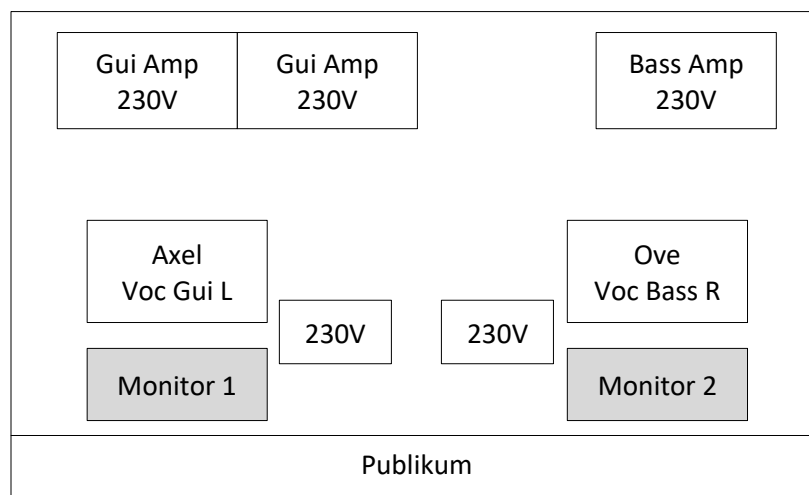 Gui Amp
230V
Gui Amp
230V
Bass Amp
230V
Axel
Voc Gui L
Ove
Voc Bass R
230V
230V
Monitor 1
Monitor 2
Publikum